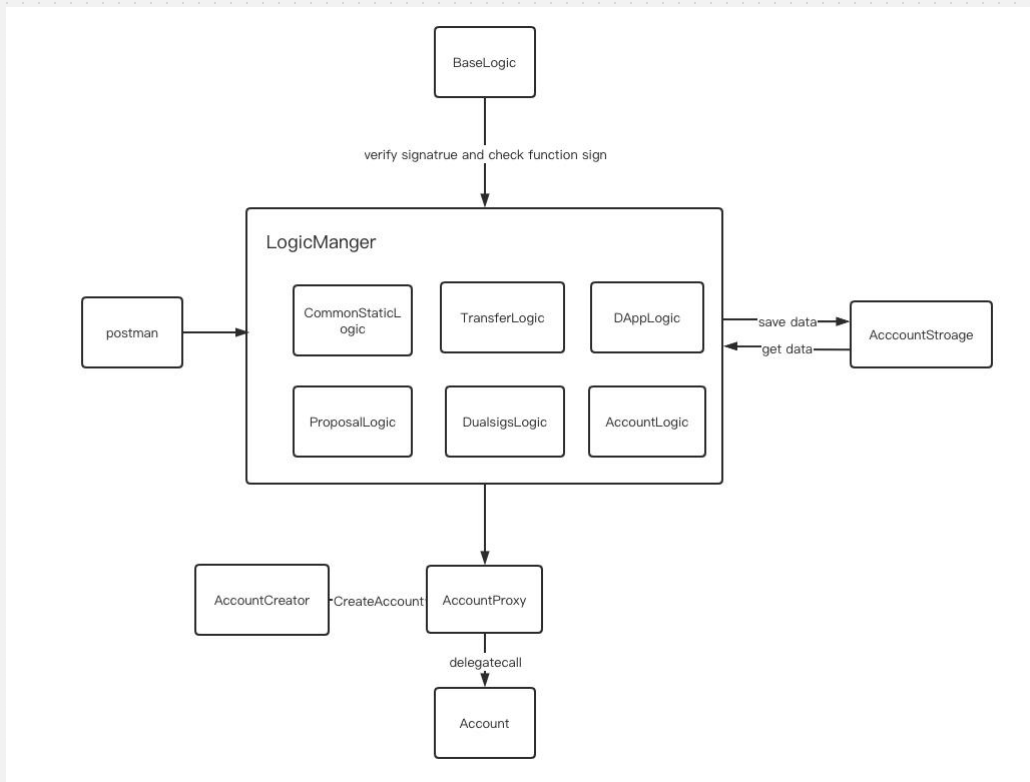 BaseLogic
verify signatrue and check function sign
LogicManger
CommonStaticL
ogic
TransferLogic
DAppLogic
postman
save data
get data
AcccountStroage
ProposalLogic
DualsigsLogic
AccountLogic
AccountCreator
CreateAccount
AccountProxy
delegatecall
Account